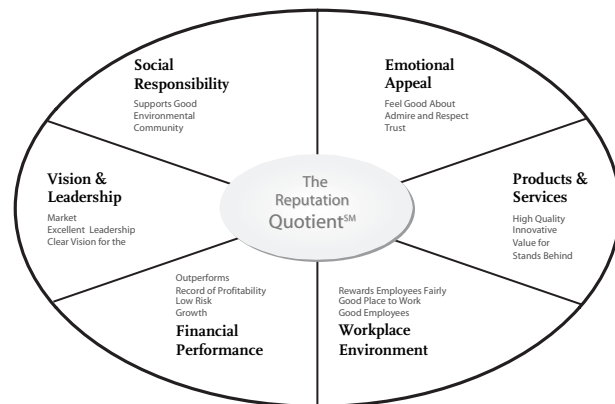 Social
Responsibility
Supports Good
Environmental
Community
Emotional
Appeal
Feel Good About
Admire and Respect
Trust
Vision &
Leadership
Market
Excellent Leadership
Clear Vision for the
The
Reputation
Quotient℠
Products &
Services
High Quality
Innovative
Value for
Stands Behind
Outperforms
Record of Profitability
Low Risk
Growth
Financial
Performance
Rewards Employees Fairly
Good Place to Work
Good Employees
Workplace
Environment